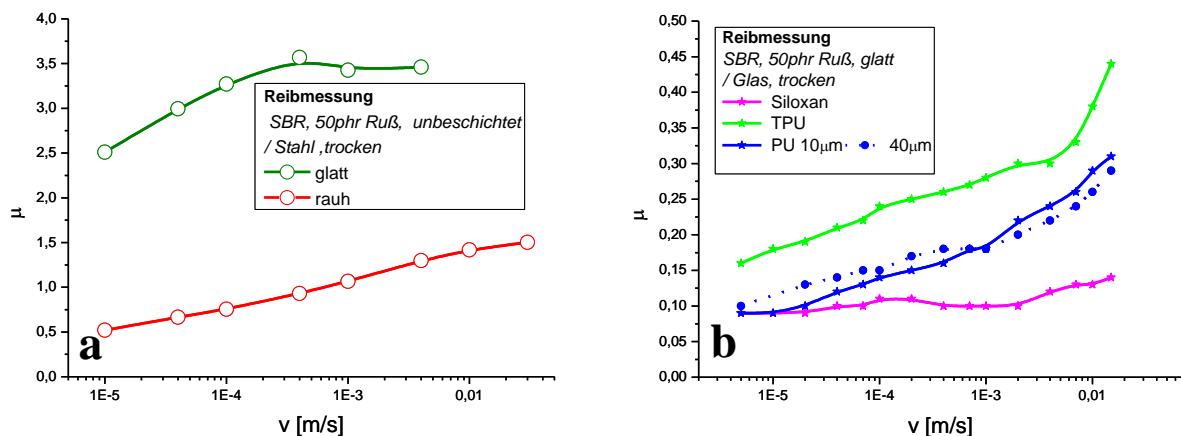 4,0
3,5
3,0
2,5
2,0
1,5
1,0
0,5
0,0
μ
Reibmessung
SBR, 50phr Ruß, unbeschichtet
/ Stahl ,trocken
glatt
rauh
a
1E-5 1E-4 1E-3 0,01
v [m/s]
0,50
0,45
0,40
0,35
0,30
0,25
0,20
0,15
0,10
0,05
0,00
μ
Reibmessung
SBR, 50phr Ruß, glatt
/ Glas, trocken
Siloxan
TPU
PU 10μm 40μm
b
1E-5 1E-4 1E-3 0,01
v [m/s]